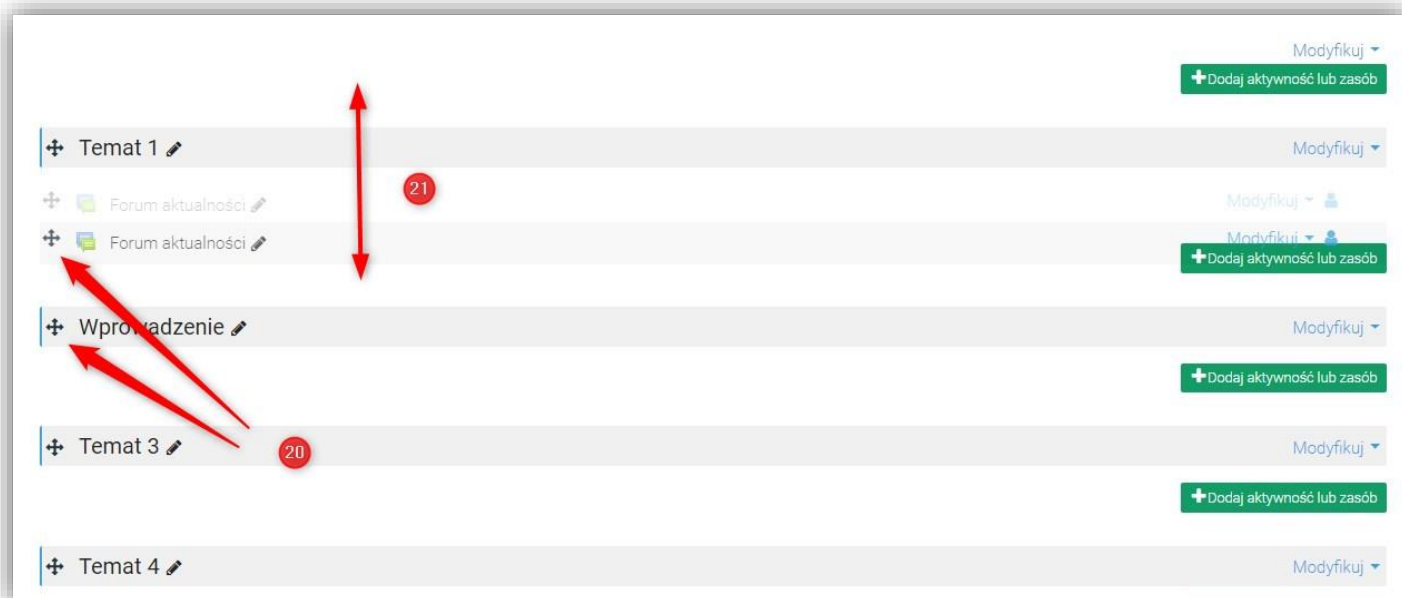 Modyfikuj
Dodaj aktywność lub zasób
Temat 1 Modyfikuj
21
Forum aktualności Modyfikuj
Forum aktualności Modyfikuj
Dodaj aktywność lub zasób
Wprowadzenie Modyfikuj
Dodaj aktywność lub zasób
Temat 3 Modyfikuj
20
Dodaj aktywność lub zasób
Temat 4 Modyfikuj